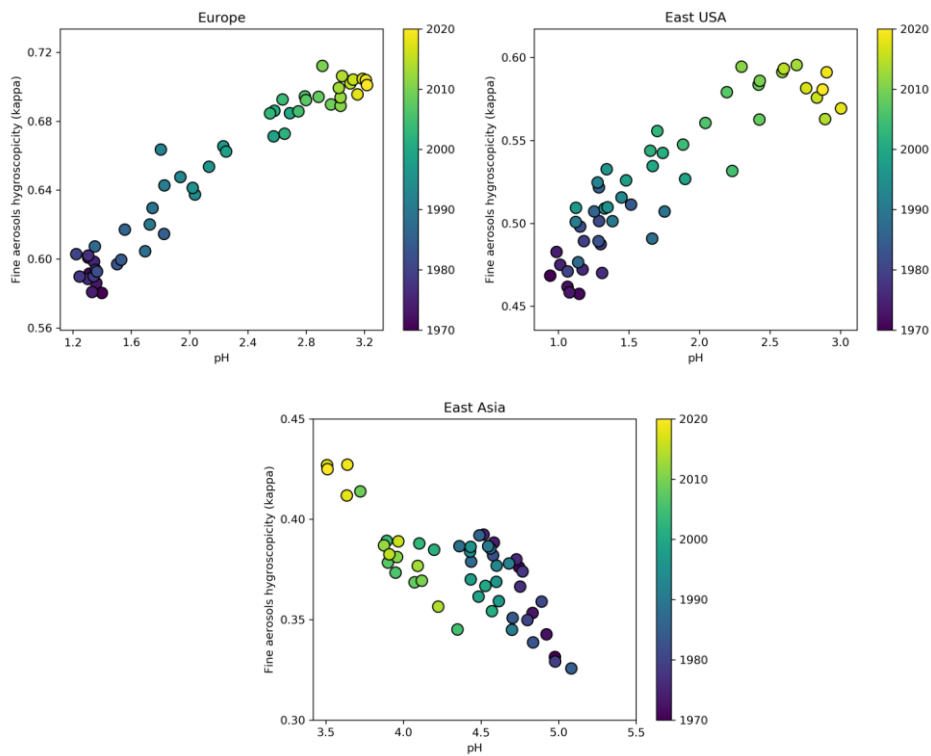 Europe
Fine aerosols hygroscopicity (kappa)
0.72
0.68
0.64
0.60
0.56
1.2 1.6 2.0 2.4 2.8 3.2
pH
2020
2010
2000
1990
1980
1970
East USA
Fine aerosols hygroscopicity (kappa)
0.60
0.55
0.50
0.45
1.0 1.5 2.0 2.5 3.0
pH
2020
2010
2000
1990
1980
1970
East Asia
Fine aerosols hygroscopicity (kappa)
0.45
0.40
0.35
0.30
3.5 4.0 4.5 5.0 5.5
pH
2020
2010
2000
1990
1980
1970